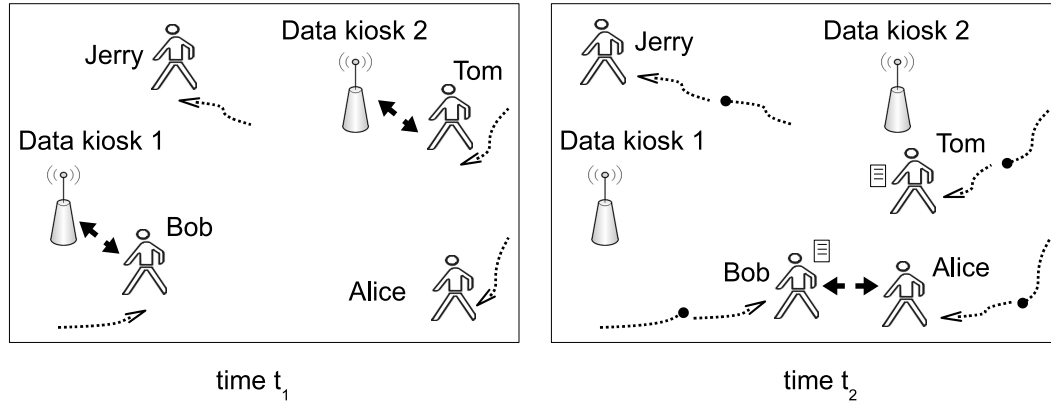 Jerry
Data kiosk 2
Tom
Data kiosk 1
Bob
Alice
time t₁
Jerry
Data kiosk 2
Data kiosk 1
Tom
Bob
Alice
time t₂